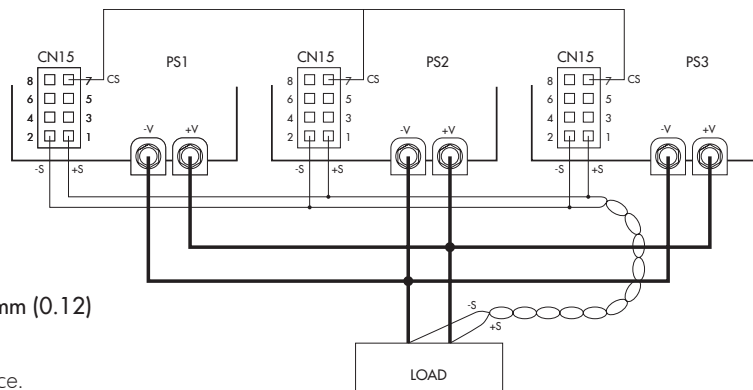 CN15 PS1 CN15 PS2 CN15 PS3
8 7 CS 8 7 CS 8 7 CS
6 5 6 5 6 5
4 3 4 3 4 3
2 1 -V +V 2 1 -V +V 2 1 -V +V
-S +S -S +S -S +S
mm (0.12)
-S
+S
LOAD
ce.